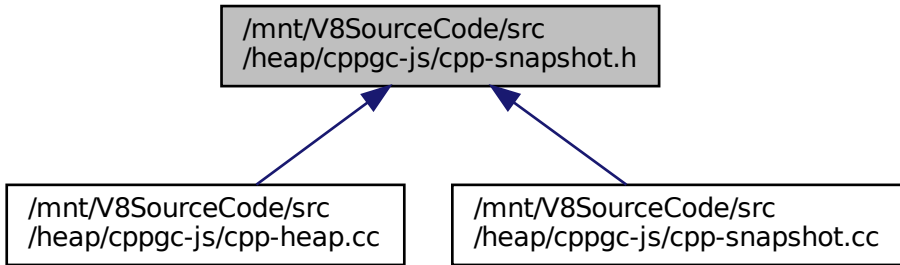 /mnt/V8SourceCode/src
/heap/cppgc-js/cpp-snapshot.h
/mnt/V8SourceCode/src
/heap/cppgc-js/cpp-heap.cc
/mnt/V8SourceCode/src
/heap/cppgc-js/cpp-snapshot.cc